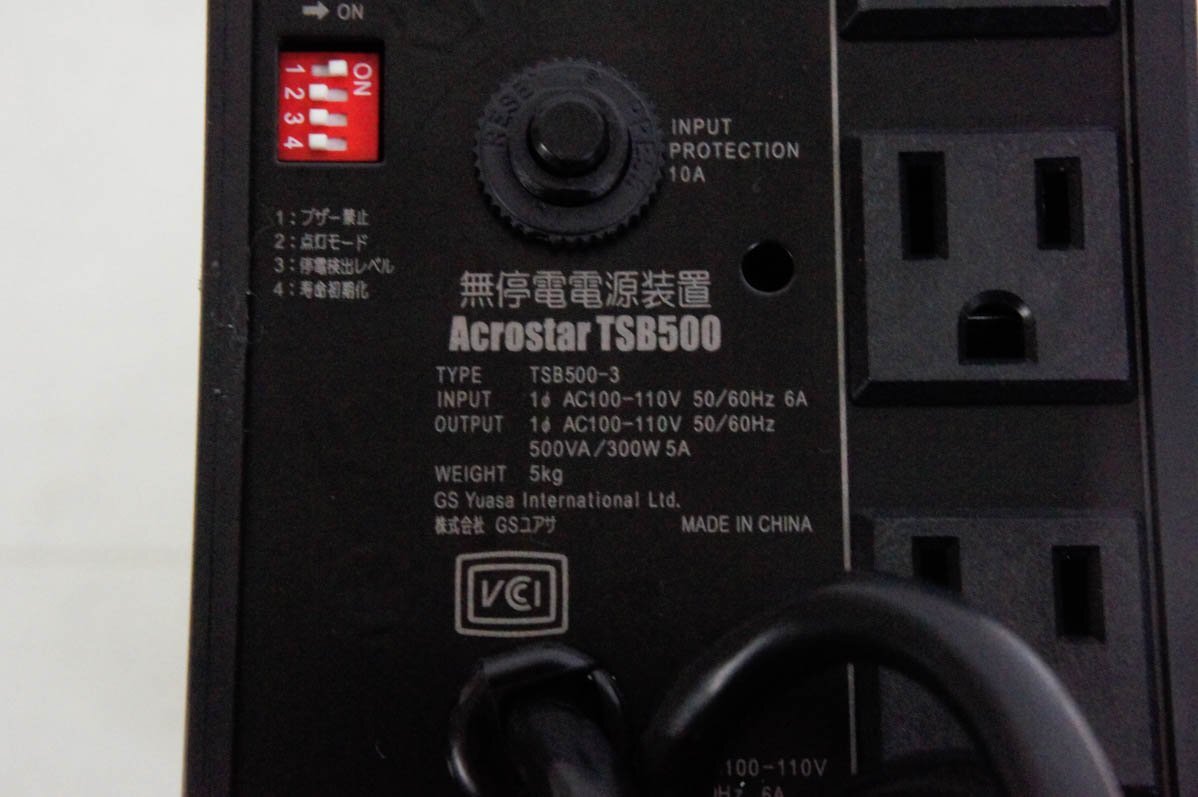 → ON
ON
1
2
3
4
RESET
INPUT
PROTECTION
10A
1：ブザー禁止
2：点灯モード
3：停電検出レベル
4：寿命初期化
無停電電源装置
Acrostar TSB500
TYPE TSB500-3
INPUT 1φ AC100-110V 50/60Hz 6A
OUTPUT 1φ AC100-110V 50/60Hz
500VA/300W 5A
WEIGHT 5kg
GS Yuasa International Ltd.
株式会社 GSユアサ MADE IN CHINA
VCCI
100-110V
Hz 6A